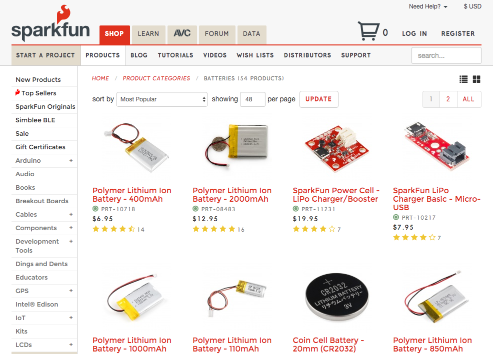 Need Help? $ USD
sparkfun
SHOP LEARN AVC FORUM DATA
0 LOG IN REGISTER
START A PROJECT PRODUCTS BLOG TUTORIALS VIDEOS WISH LISTS DISTRIBUTORS SUPPORT search...
New Products
Top Sellers
SparkFun Originals
Simblee BLE
Sale
Gift Certificates
Arduino +
Audio
Books
Breakout Boards
Cables +
Components +
Development Tools +
Dings and Dents
Educators
GPS +
Intel® Edison
IoT +
Kits
LCDs +
HOME / PRODUCT CATEGORIES / BATTERIES (54 PRODUCTS)
sort by Most Popular showing 48 per page UPDATE 1 2 ALL
Polymer Lithium Ion
Battery - 400mAh
PRT-10718
$6.95
14
Polymer Lithium Ion
Battery - 2000mAh
PRT-08483
$12.95
16
SparkFun Power Cell -
LiPo Charger/Booster
PRT-11231
$19.95
7
SparkFun LiPo
Charger Basic - Micro-
USB
PRT-10217
$7.95
7
Polymer Lithium Ion
Battery - 1000mAh
Polymer Lithium Ion
Battery - 110mAh
CR2032
LITHIUM BATTERY
3V
Coin Cell Battery -
20mm (CR2032)
Polymer Lithium Ion
Battery - 850mAh